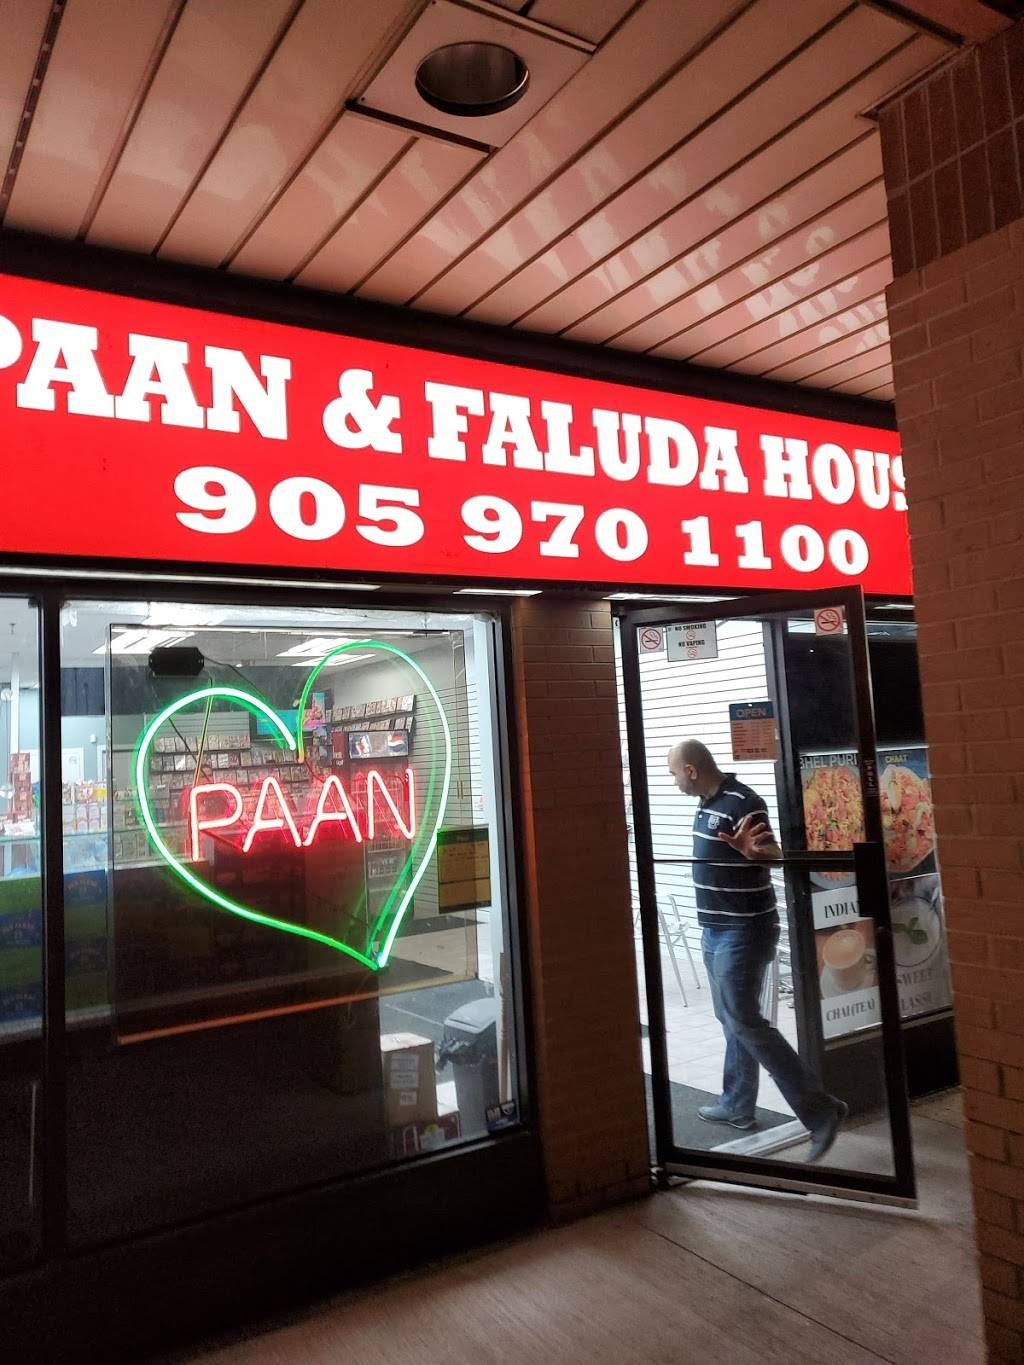 PAAN & FALUDA HOUS
905 970 1100
PAAN
NO SMOKING
NO VAPING
OPEN
BHEL PURI
CHAAT
INDIA
CHAI(TEA)
SWEET
LASSI